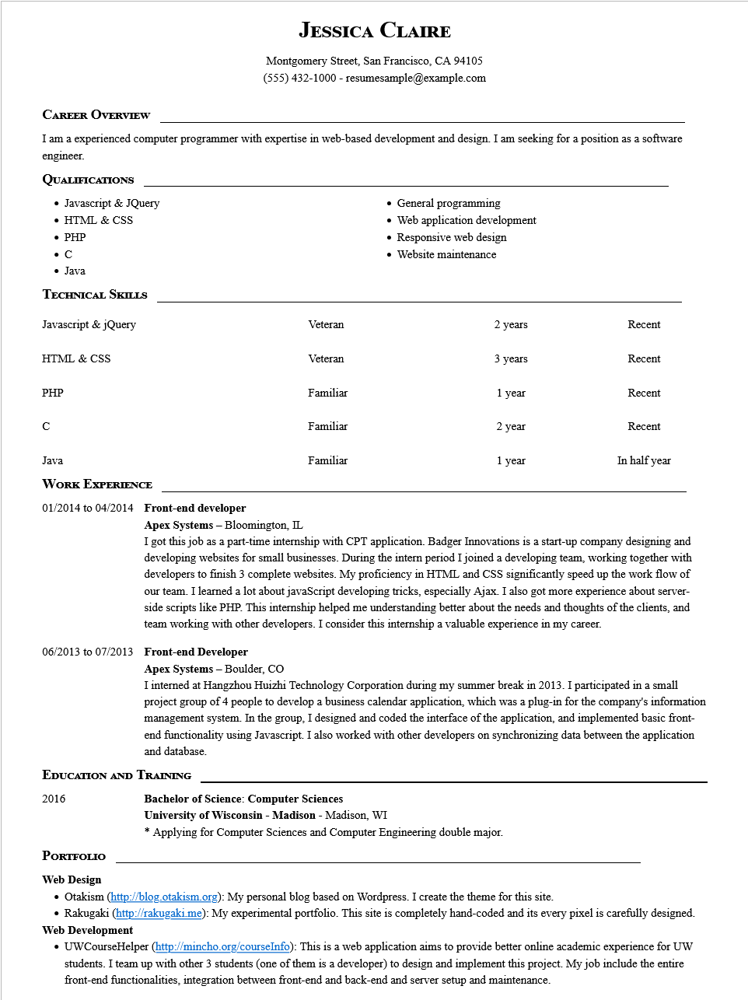 Jessica Claire
Montgomery Street, San Francisco, CA 94105
(555) 432-1000 - resumesample@example.com
Career Overview
I am a experienced computer programmer with expertise in web-based development and design. I am seeking for a position as a software
engineer.
Qualifications
• Javascript & JQuery
• HTML & CSS
• PHP
• C
• Java
• General programming
• Web application development
• Responsive web design
• Website maintenance
Technical Skills
Javascript & jQuery Veteran 2 years Recent
HTML & CSS Veteran 3 years Recent
PHP Familiar 1 year Recent
C Familiar 2 year Recent
Java Familiar 1 year In half year
Work Experience
01/2014 to 04/2014 Front-end developer
Apex Systems – Bloomington, IL
I got this job as a part-time internship with CPT application. Badger Innovations is a start-up company designing and
developing websites for small businesses. During the intern period I joined a developing team, working together with
developers to finish 3 complete websites. My proficiency in HTML and CSS significantly speed up the work flow of
our team. I learned a lot about javaScript developing tricks, especially Ajax. I also got more experience about server-
side scripts like PHP. This internship helped me understanding better about the needs and thoughts of the clients, and
team working with other developers. I consider this internship a valuable experience in my career.
06/2013 to 07/2013 Front-end Developer
Apex Systems – Boulder, CO
I interned at Hangzhou Huizhi Technology Corporation during my summer break in 2013. I participated in a small
project group of 4 people to develop a business calendar application, which was a plug-in for the company's information
management system. In the group, I designed and coded the interface of the application, and implemented basic front-
end functionality using Javascript. I also worked with other developers on synchronizing data between the application
and database.
Education and Training
2016 Bachelor of Science: Computer Sciences
University of Wisconsin - Madison - Madison, WI
* Applying for Computer Sciences and Computer Engineering double major.
Portfolio
Web Design
• Otakism (http://blog.otakism.org): My personal blog based on Wordpress. I create the theme for this site.
• Rakugaki (http://rakugaki.me): My experimental portfolio. This site is completely hand-coded and its every pixel is carefully designed.
Web Development
• UWCourseHelper (http://mincho.org/courseInfo): This is a web application aims to provide better online academic experience for UW
students. I team up with other 3 students (one of them is a developer) to design and implement this project. My job include the entire
front-end functionalities, integration between front-end and back-end and server setup and maintenance.